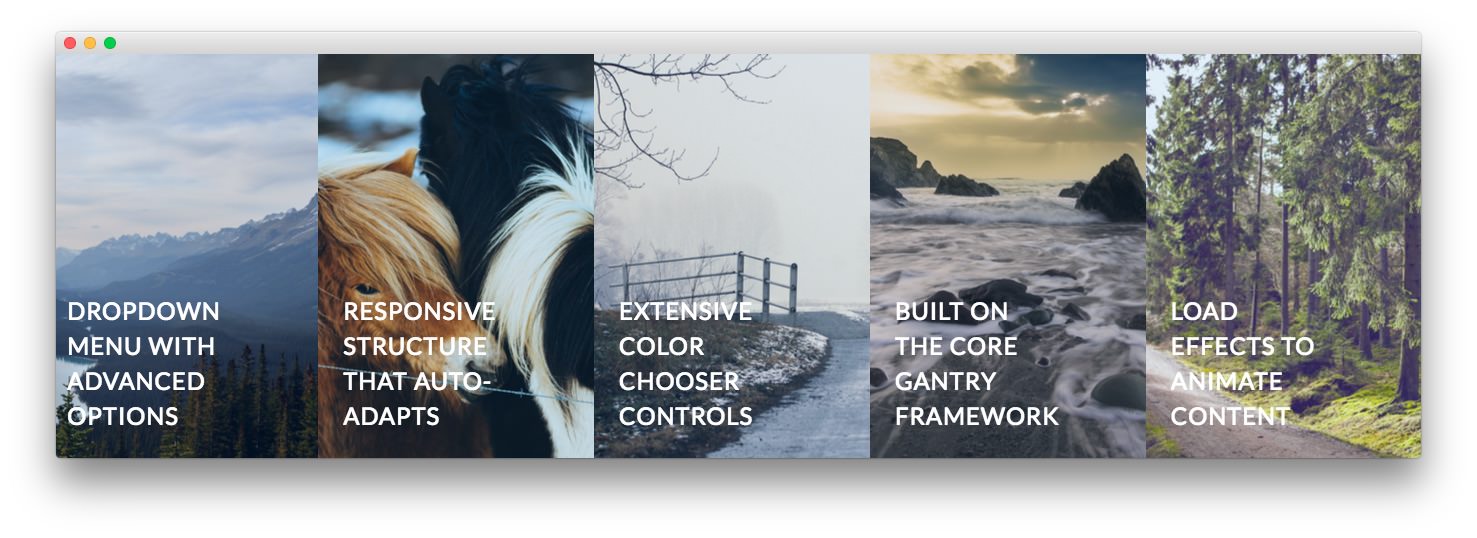 DROPDOWN
MENU WITH
ADVANCED
OPTIONS
RESPONSIVE
STRUCTURE
THAT AUTO-
ADAPTS
EXTENSIVE
COLOR
CHOOSER
CONTROLS
BUILT ON
THE CORE
GANTRY
FRAMEWORK
LOAD
EFFECTS TO
ANIMATE
CONTENT